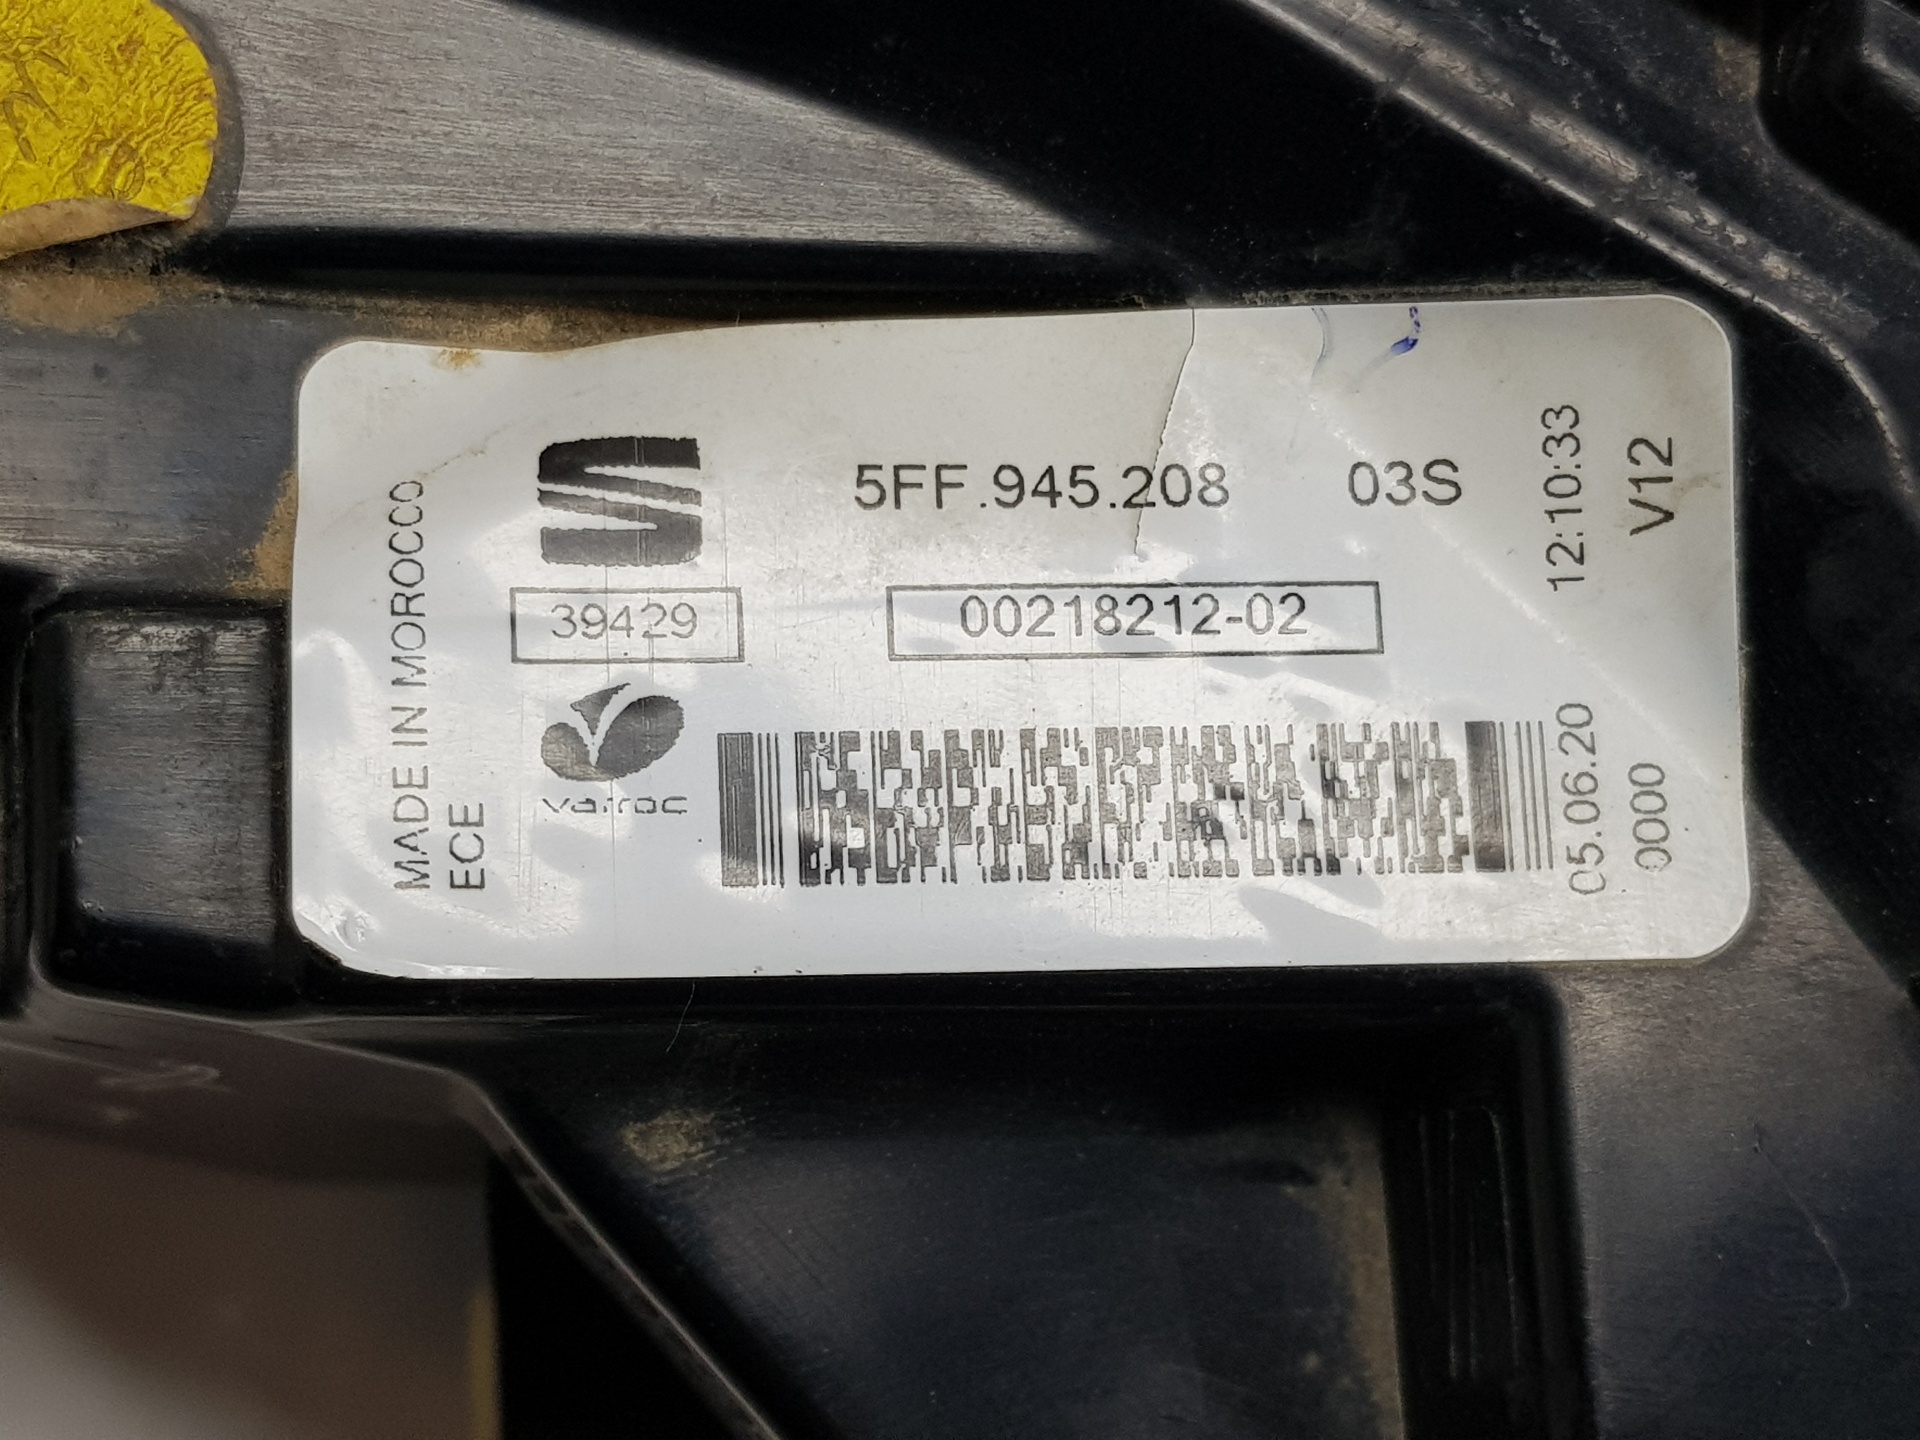 MADE IN MOROCCO
ECE
5FF.945.208 03S
39429
00218212-02
varroc
12:10:33
V12
05.06.20
0000